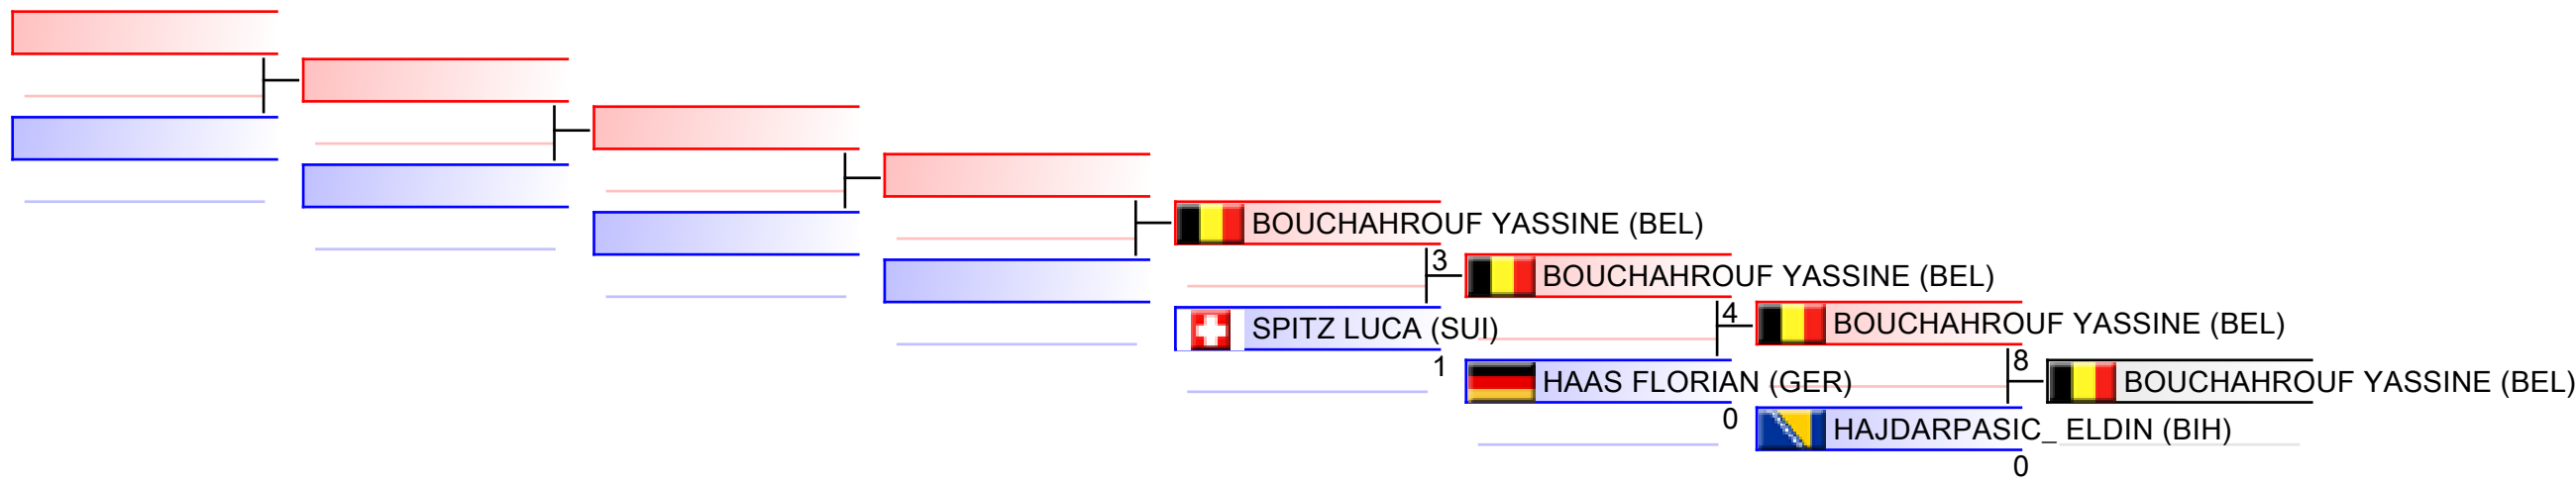 BOUCHAHROUF YASSINE (BEL)
3
BOUCHAHROUF YASSINE (BEL)
SPITZ LUCA (SUI)
4
BOUCHAHROUF YASSINE (BEL)
1
HAAS FLORIAN (GER)
8
BOUCHAHROUF YASSINE (BEL)
0
HAJDARPASIC_ ELDIN (BIH)
0